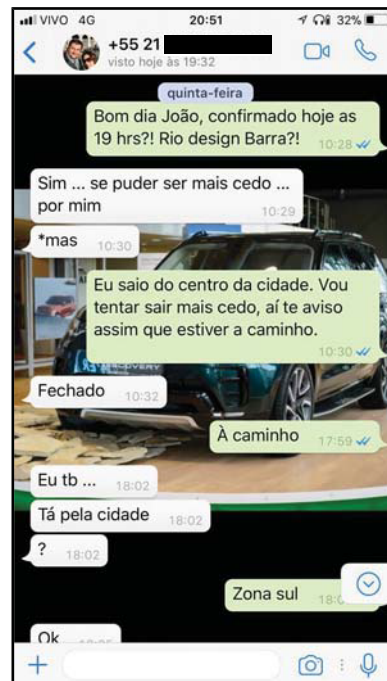 VIVO 4G 20:51 32%
+55 21
visto hoje às 19:32
quinta-feira
Bom dia João, confirmado hoje as
19 hrs?! Rio design Barra?! 10:28
Sim ... se puder ser mais cedo ...
por mim 10:29
*mas 10:30
Eu saio do centro da cidade. Vou
tentar sair mais cedo, aí te aviso
assim que estiver a caminho.
10:30
DISCOVERY
Fechado 10:32
À caminho 17:59
Eu tb ... 18:02
Tá pela cidade 18:02
? 18:02
Zona sul
Ok